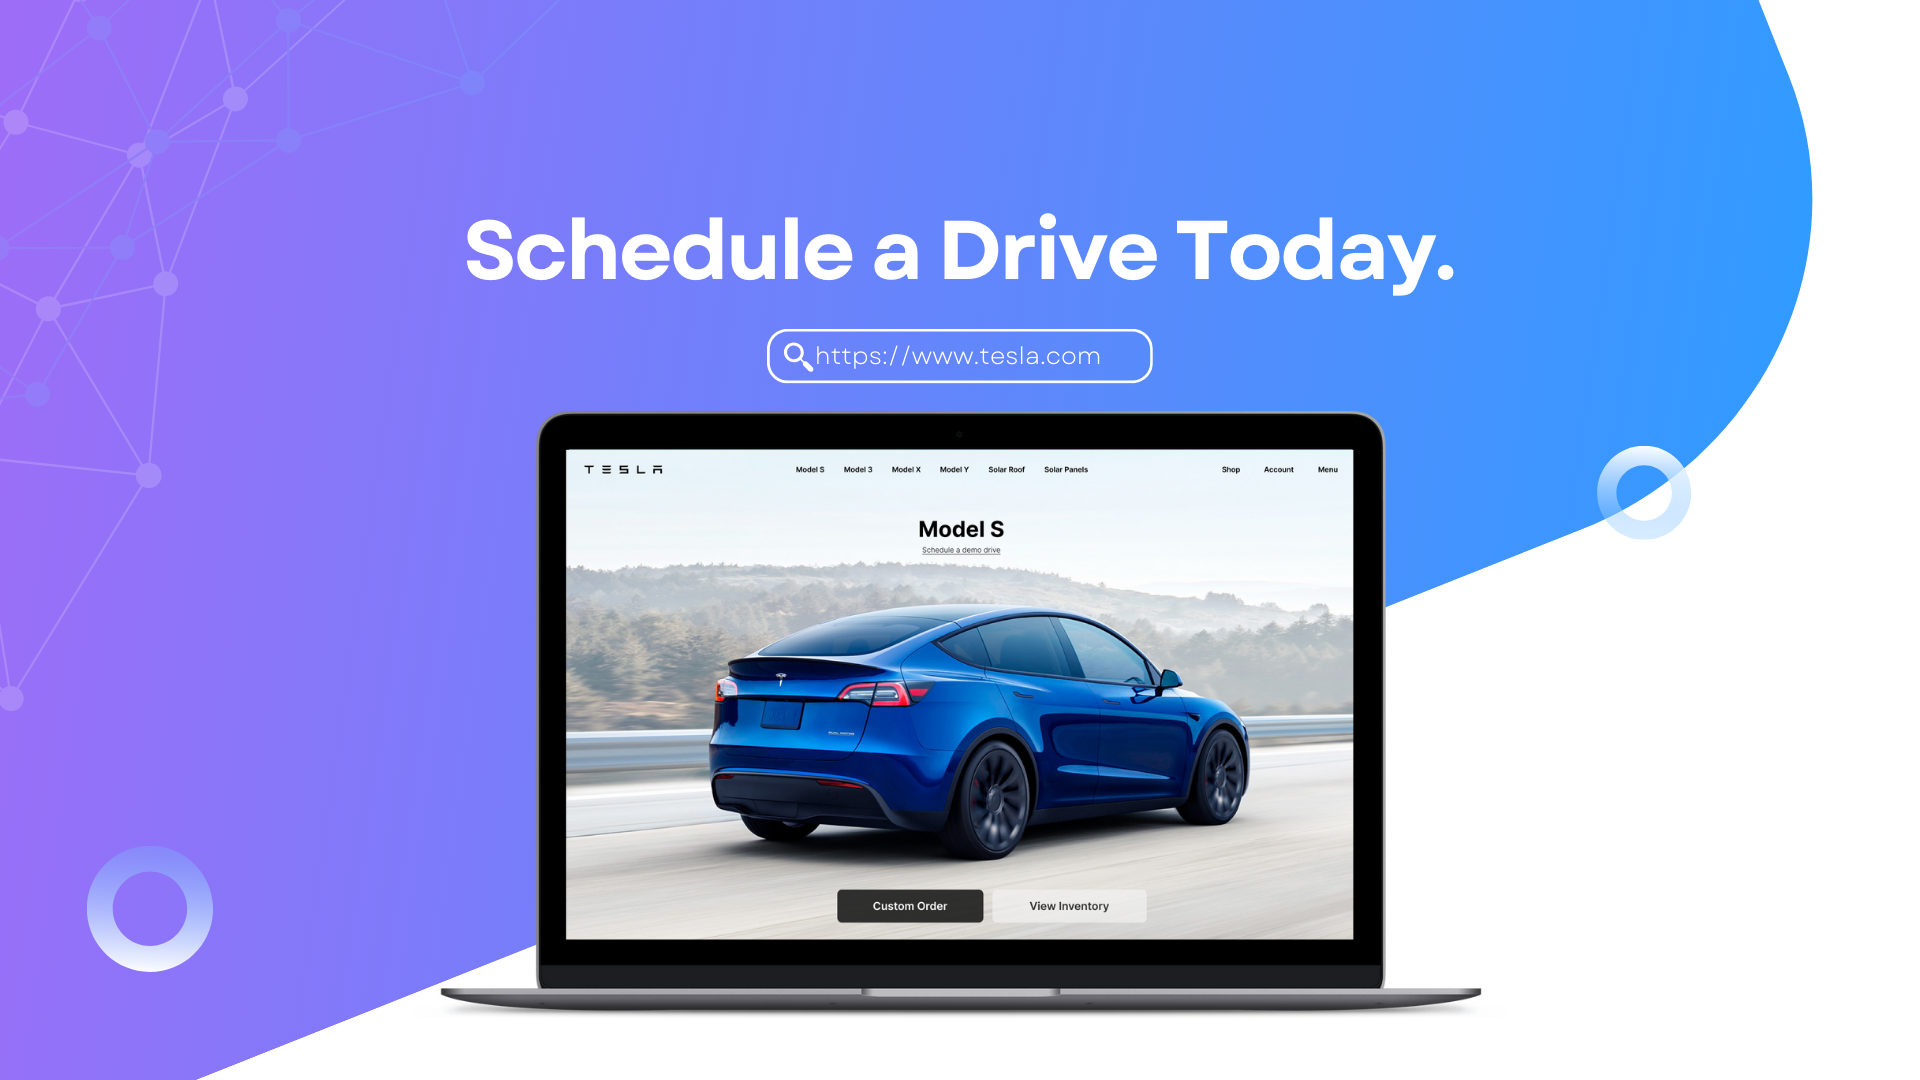 Schedule a Drive Today.
https://www.tesla.com
TESLA Model S Model 3 Model X Model Y Solar Roof Solar Panels Shop Account Menu
Model S
Schedule a demo drive
Custom Order View Inventory